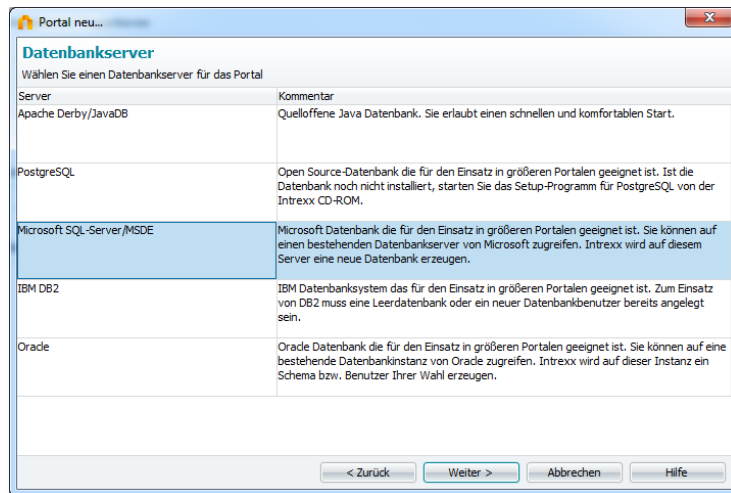 Portal neu...
Datenbankserver
Wählen Sie einen Datenbankserver für das Portal
Server Kommentar
Apache Derby/JavaDB Quelloffene Java Datenbank. Sie erlaubt einen schnellen und komfortablen Start.
PostgreSQL Open Source-Datenbank die für den Einsatz in größeren Portalen geeignet ist. Ist die
Datenbank noch nicht installiert, starten Sie das Setup-Programm für PostgreSQL von der
Intrexx CD-ROM.
Microsoft SQL-Server/MSDE Microsoft Datenbank die für den Einsatz in größeren Portalen geeignet ist. Sie können auf
einen bestehenden Datenbankserver von Microsoft zugreifen. Intrexx wird auf diesem
Server eine neue Datenbank erzeugen.
IBM DB2 IBM Datenbanksystem das für den Einsatz in größeren Portalen geeignet ist. Zum Einsatz
von DB2 muss eine Leerdatenbank oder ein neuer Datenbankbenutzer bereits angelegt
sein.
Oracle Oracle Datenbank die für den Einsatz in größeren Portalen geeignet ist. Sie können auf eine
bestehende Datenbankinstanz von Oracle zugreifen. Intrexx wird auf dieser Instanz ein
Schema bzw. Benutzer Ihrer Wahl erzeugen.
< Zurück Weiter > Abbrechen Hilfe